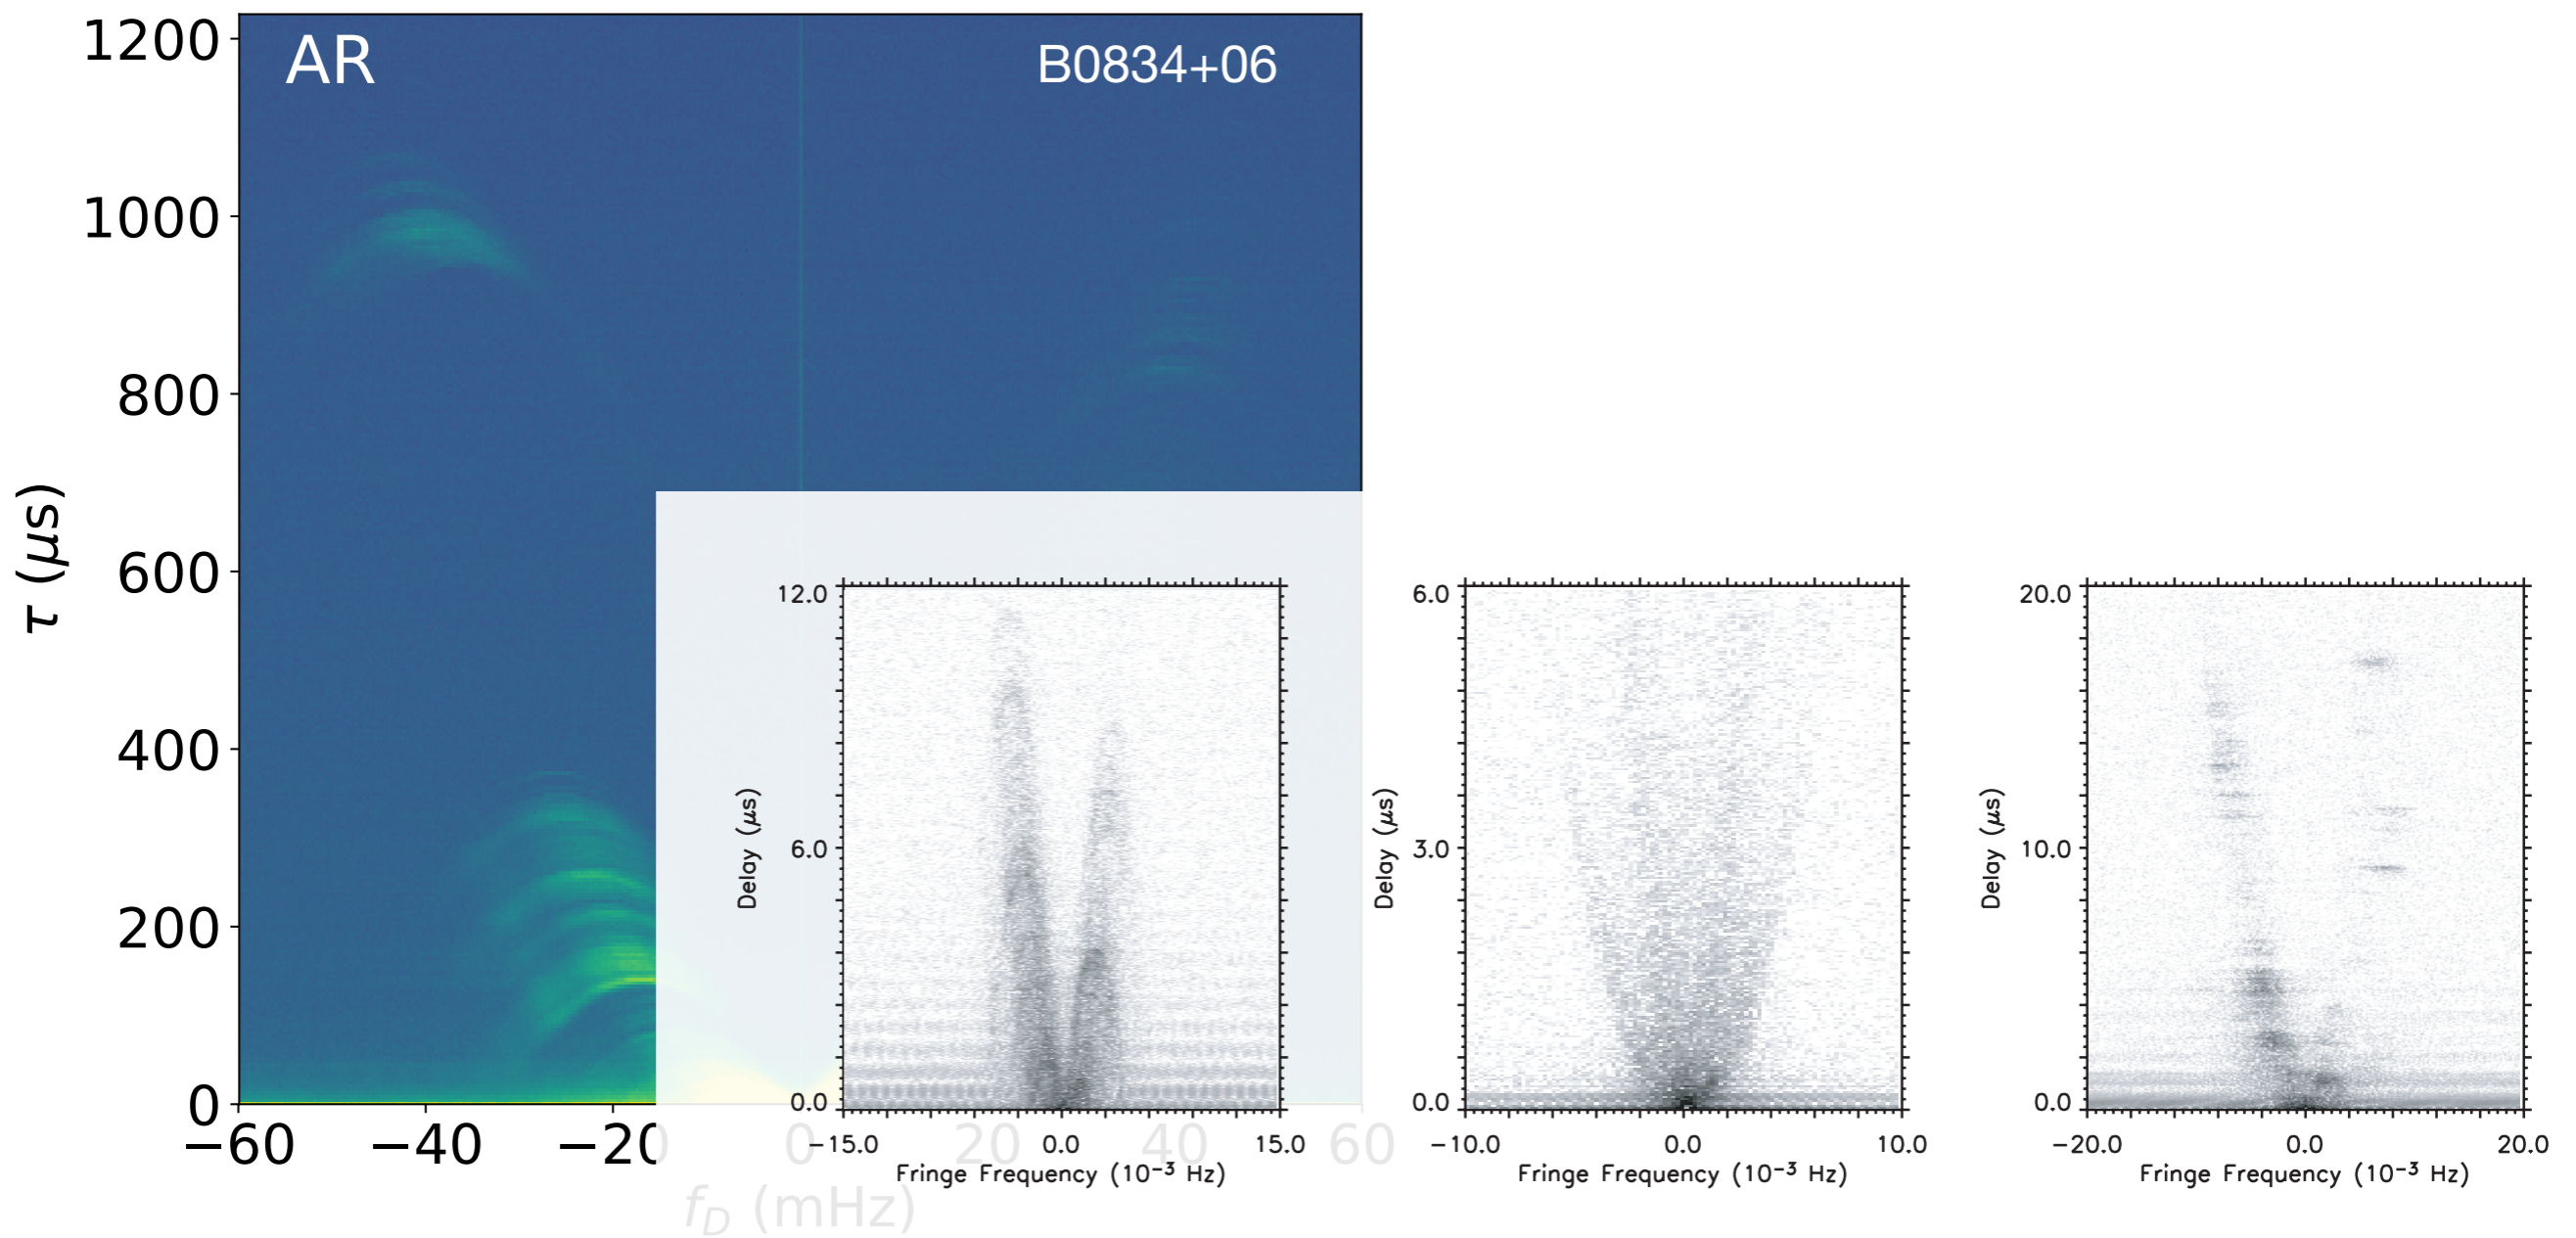 AR
B0834+06
1200
1000
800
600
400
200
0
τ (μs)
−60 −40 −20 0 20 40 60
f_D (mHz)
12.0
6.0
0.0
Delay (μs)
−15.0 0.0 15.0
Fringe Frequency (10⁻³ Hz)
6.0
3.0
0.0
Delay (μs)
−10.0 0.0 10.0
Fringe Frequency (10⁻³ Hz)
20.0
10.0
0.0
Delay (μs)
−20.0 0.0 20.0
Fringe Frequency (10⁻³ Hz)